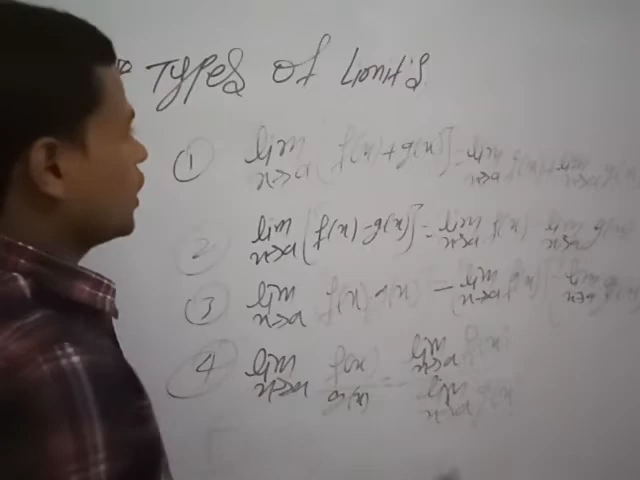 Types of Limits
① lim x→a [f(x)+g(x)] = lim x→a f(x) + lim x→a g(x)
② lim x→a [f(x)-g(x)] = lim x→a f(x) - lim x→a g(x)
③ lim x→a f(x) g(x) = lim x→a f(x) lim x→a g(x)
④ lim x→a f(x)/g(x) = lim x→a f(x) / lim x→a g(x)